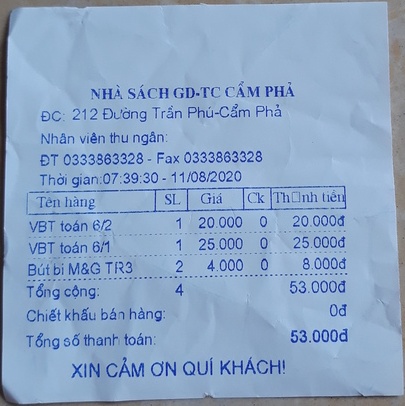 NHÀ SÁCH GD-TC CẨM PHẢ
ĐC: 212 Đường Trần Phú-Cẩm Phả
Nhân viên thu ngân:
ĐT 0333863328 - Fax 0333863328
Thời gian:07:39:30 - 11/08/2020
Tên hàng SL Giá Ck Th□nh tiền
VBT toán 6/2 1 20.000 0 20.000đ
VBT toán 6/1 1 25.000 0 25.000đ
Bút bi M&G TR3 2 4.000 0 8.000đ
Tổng cộng: 4 53.000đ
Chiết khấu bán hàng: 0đ
Tổng số thanh toán: 53.000đ
XIN CẢM ƠN QUÍ KHÁCH!